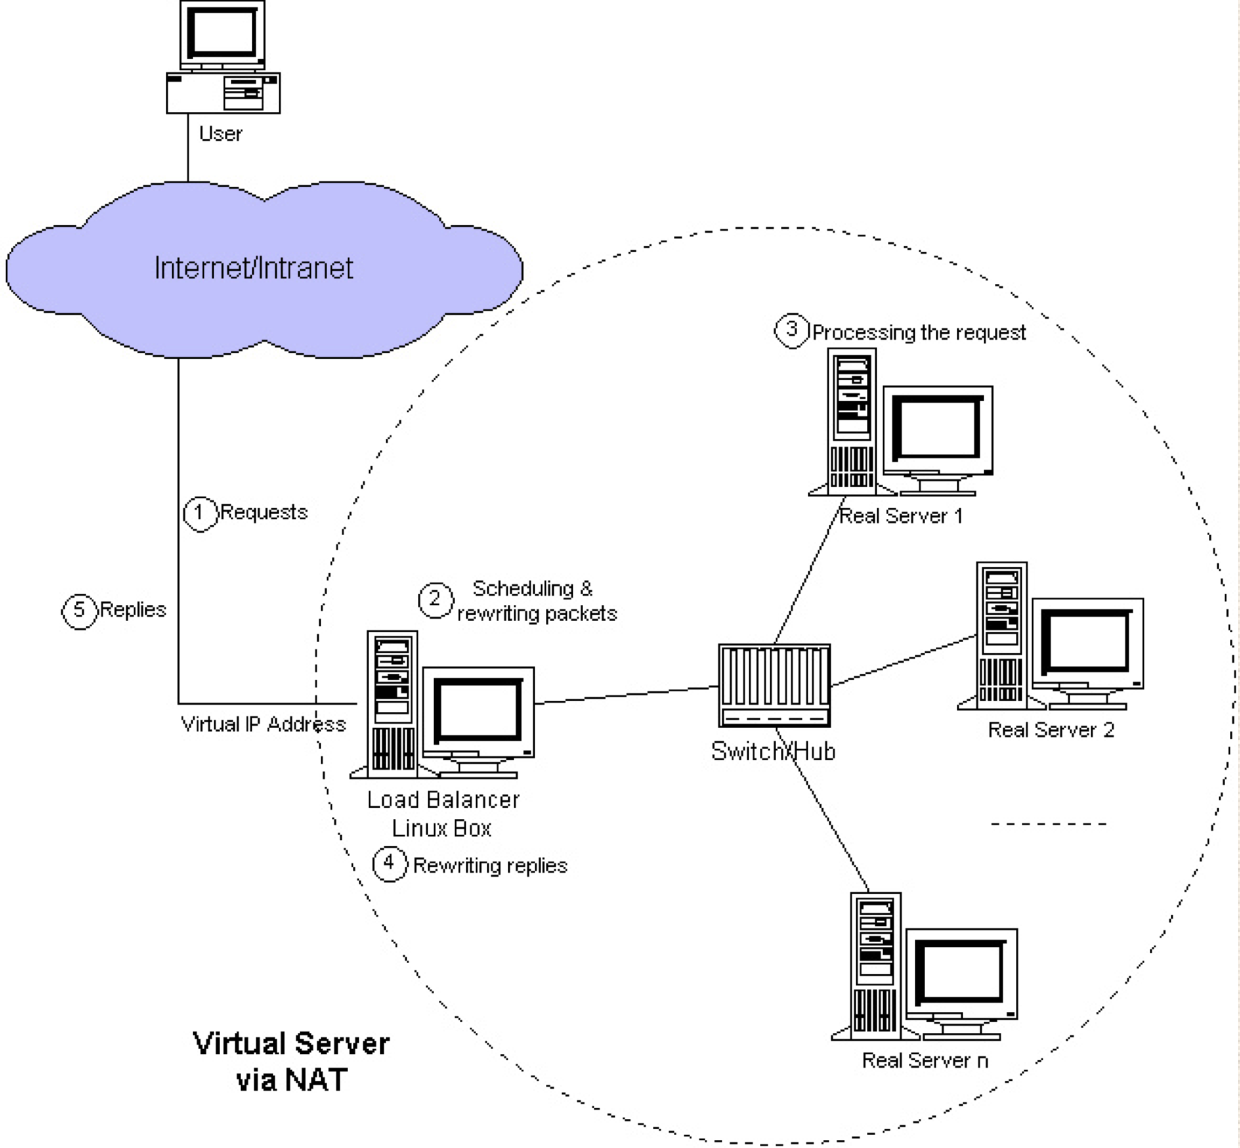 User
Internet/Intranet
3 Processing the request
Real Server 1
1 Requests
2 Scheduling &
rewriting packets
5 Replies
Virtual IP Address
Real Server 2
Switch/Hub
Load Balancer
Linux Box
4 Rewriting replies
Real Server n
Virtual Server
via NAT